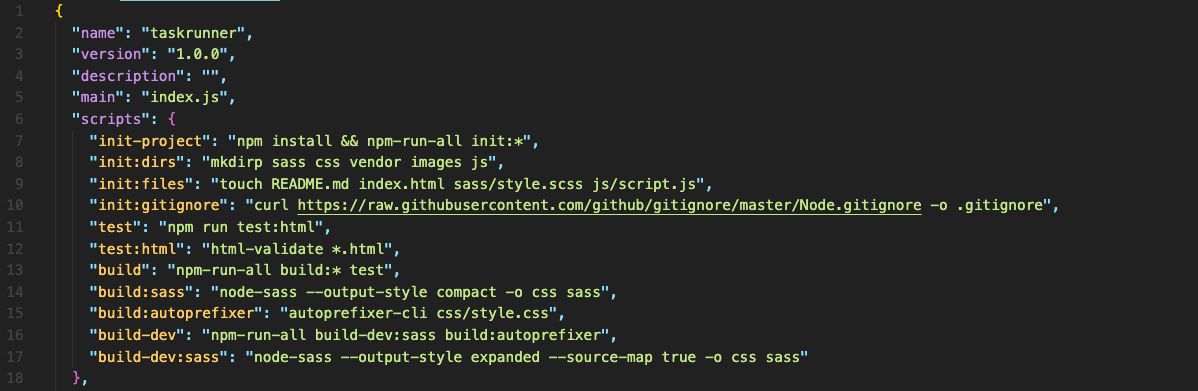 1 {
2 "name": "taskrunner",
3 "version": "1.0.0",
4 "description": "",
5 "main": "index.js",
6 "scripts": {
7 "init-project": "npm install && npm-run-all init:*",
8 "init:dirs": "mkdirp sass css vendor images js",
9 "init:files": "touch README.md index.html sass/style.scss js/script.js",
10 "init:gitignore": "curl https://raw.githubusercontent.com/github/gitignore/master/Node.gitignore -o .gitignore",
11 "test": "npm run test:html",
12 "test:html": "html-validate *.html",
13 "build": "npm-run-all build:* test",
14 "build:sass": "node-sass --output-style compact -o css sass",
15 "build:autoprefixer": "autoprefixer-cli css/style.css",
16 "build-dev": "npm-run-all build-dev:sass build:autoprefixer",
17 "build-dev:sass": "node-sass --output-style expanded --source-map true -o css sass"
18 },